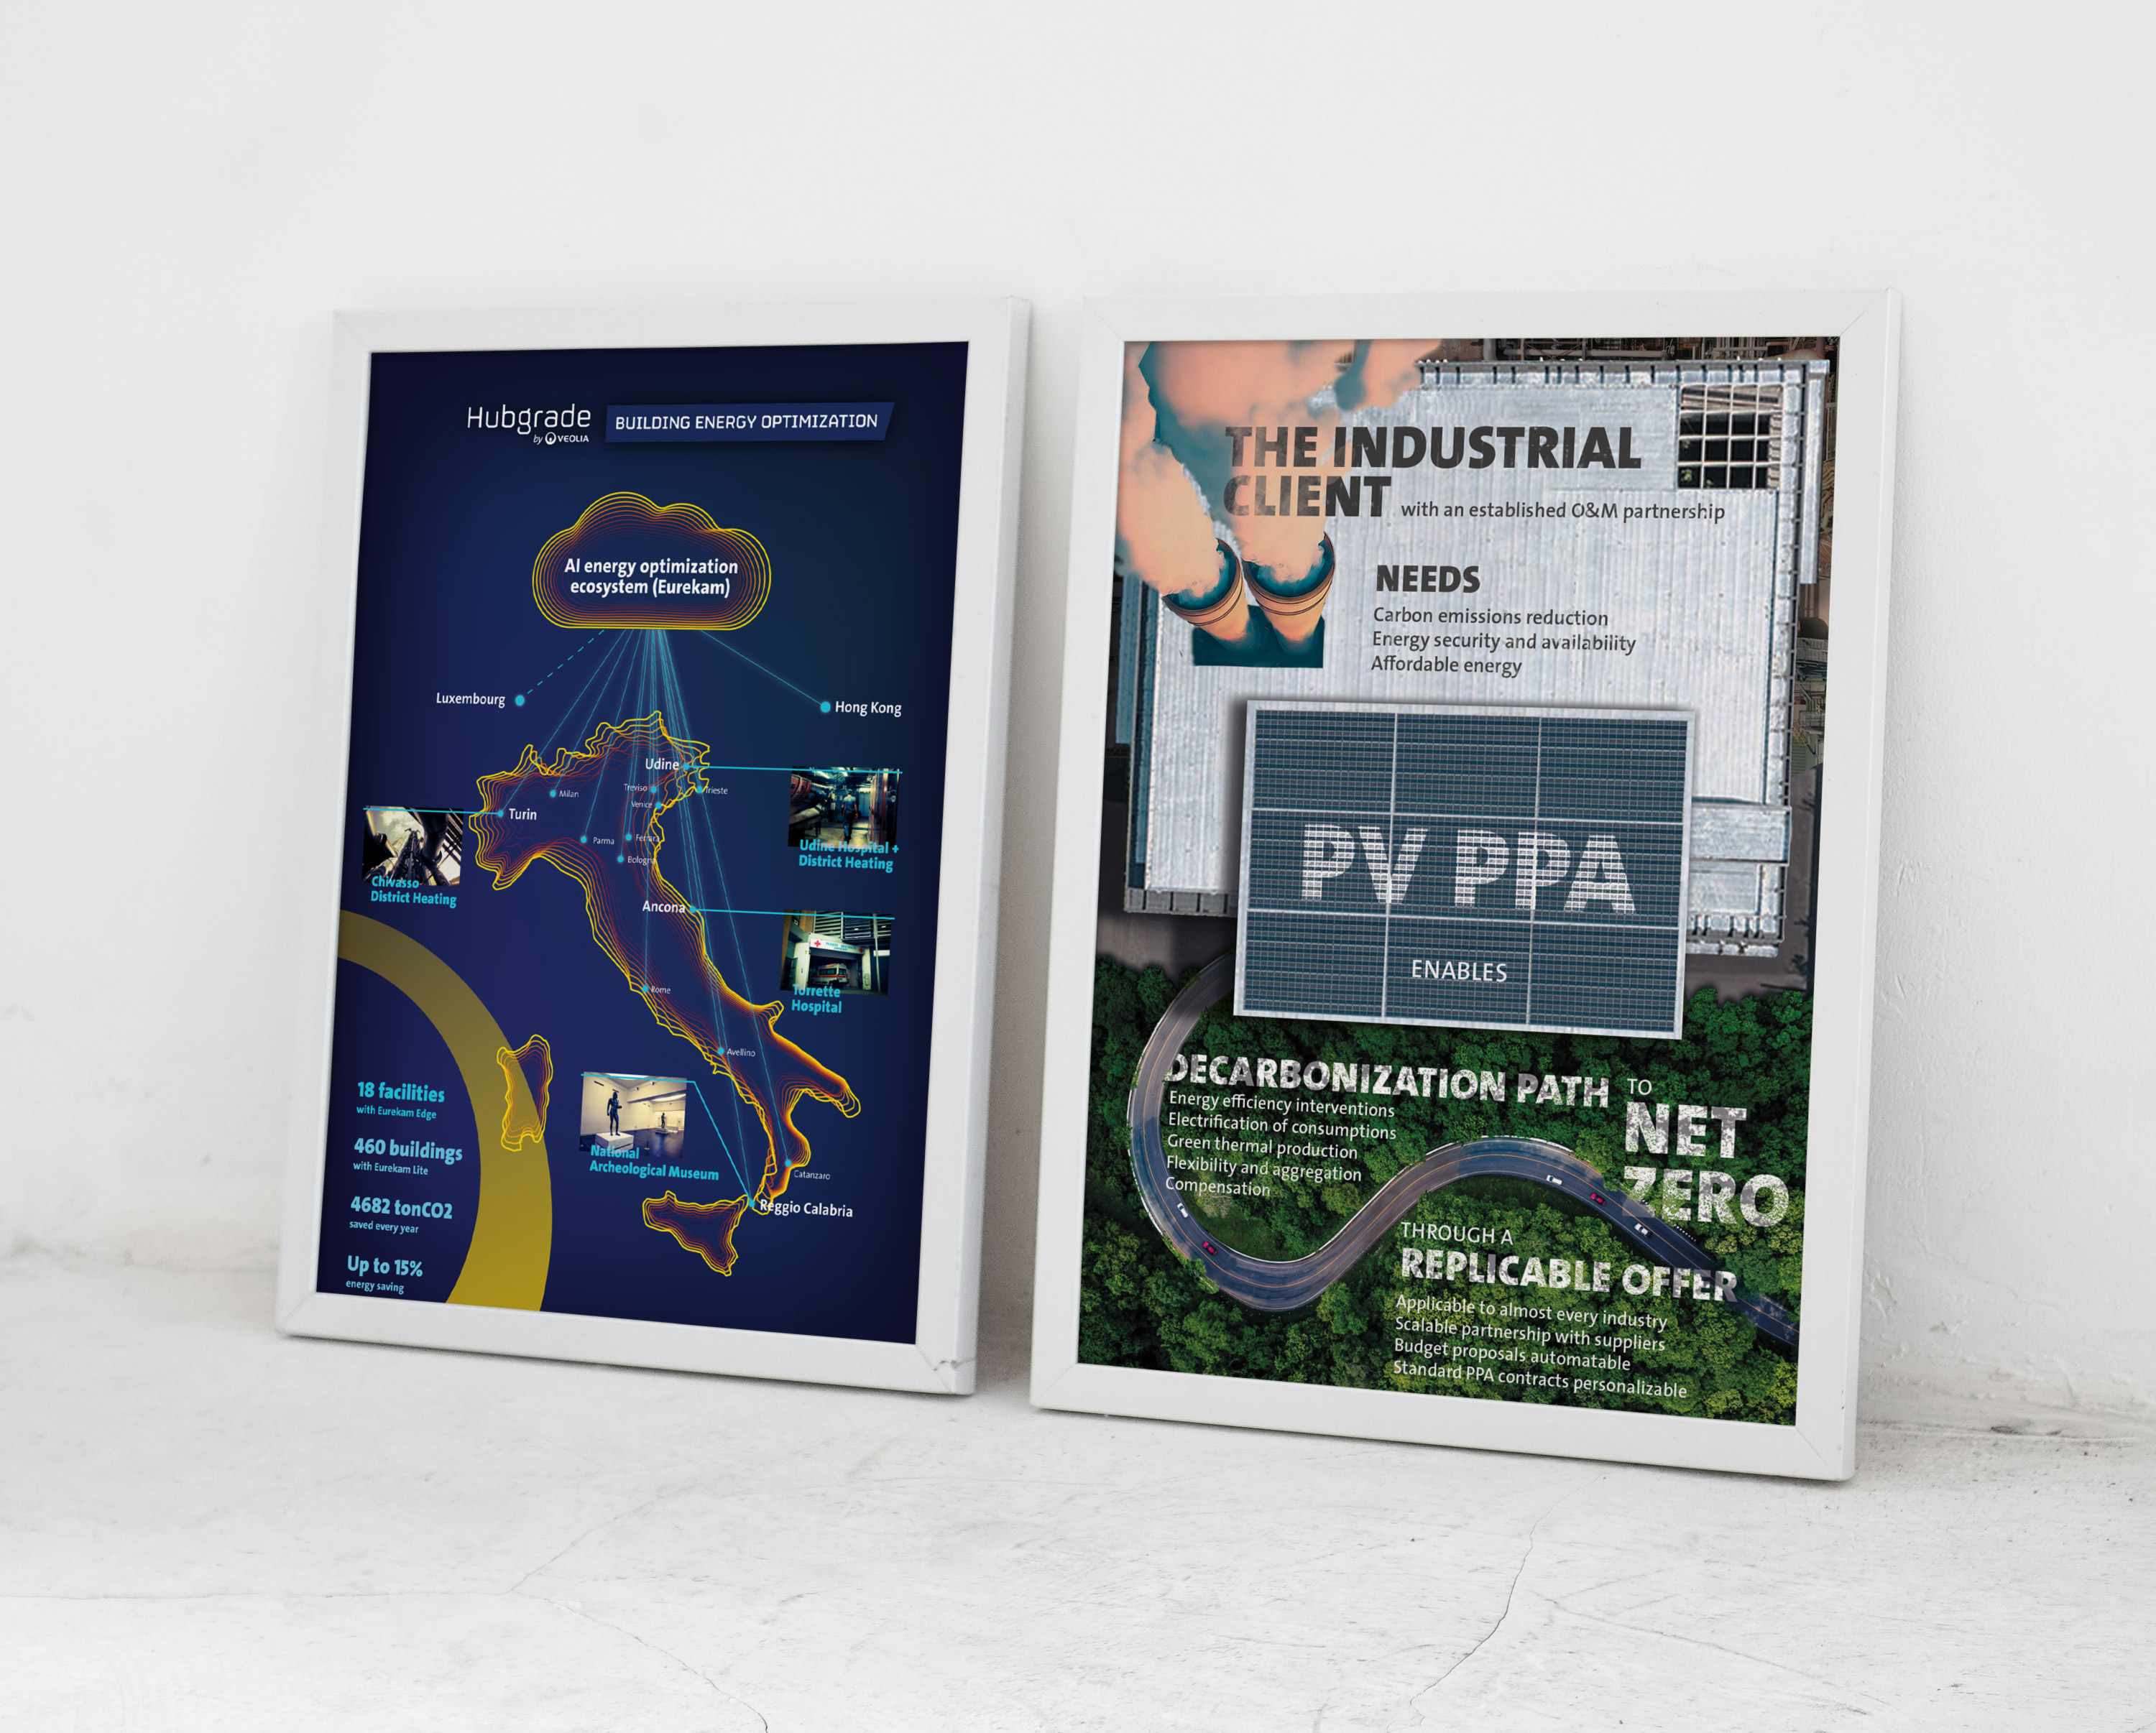 Hubgrade
by VEOLIA
BUILDING ENERGY OPTIMIZATION
AI energy optimization
ecosystem (Eurekam)
Luxembourg
Hong Kong
Udine
Treviso
Trieste
Venice
Milan
Turin
Parma
Ferrara
Bologna
Udine Hospital +
District Heating
Chivasso
District Heating
Ancona
Torrette
Hospital
Rome
Avellino
National
Archeological Museum
Catanzaro
Reggio Calabria
18 facilities
with Eurekam Edge
460 buildings
with Eurekam Lite
4682 tonCO2
saved every year
Up to 15%
energy saving
THE INDUSTRIAL
CLIENT with an established O&M partnership
NEEDS
Carbon emissions reduction
Energy security and availability
Affordable energy
PV PPA
ENABLES
DECARBONIZATION PATH TO
NET
ZERO
Energy efficiency interventions
Electrification of consumptions
Green thermal production
Flexibility and aggregation
Compensation
THROUGH A
REPLICABLE OFFER
Applicable to almost every industry
Scalable partnership with suppliers
Budget proposals automatable
Standard PPA contracts personalizable